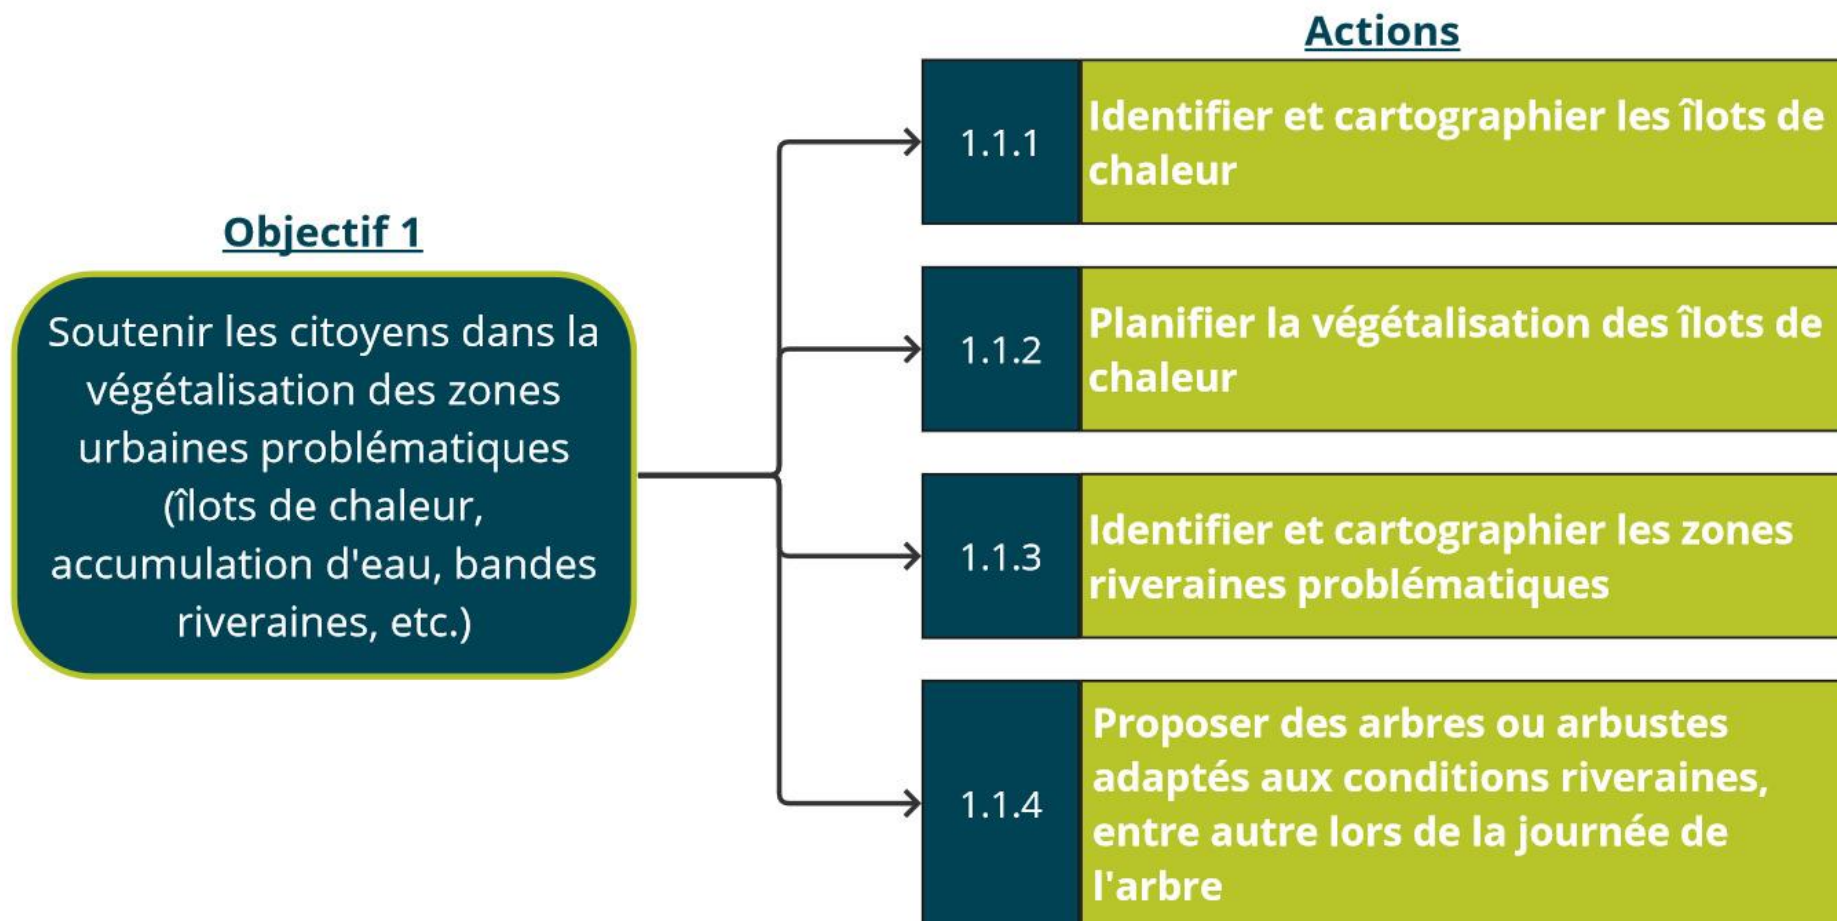 Objectif 1
Soutenir les citoyens dans la
végétalisation des zones
urbaines problématiques
(îlots de chaleur,
accumulation d'eau, bandes
riveraines, etc.)
Actions
1.1.1
Identifier et cartographier les îlots de
chaleur
1.1.2
Planifier la végétalisation des îlots de
chaleur
1.1.3
Identifier et cartographier les zones
riveraines problématiques
1.1.4
Proposer des arbres ou arbustes
adaptés aux conditions riveraines,
entre autre lors de la journée de
l'arbre